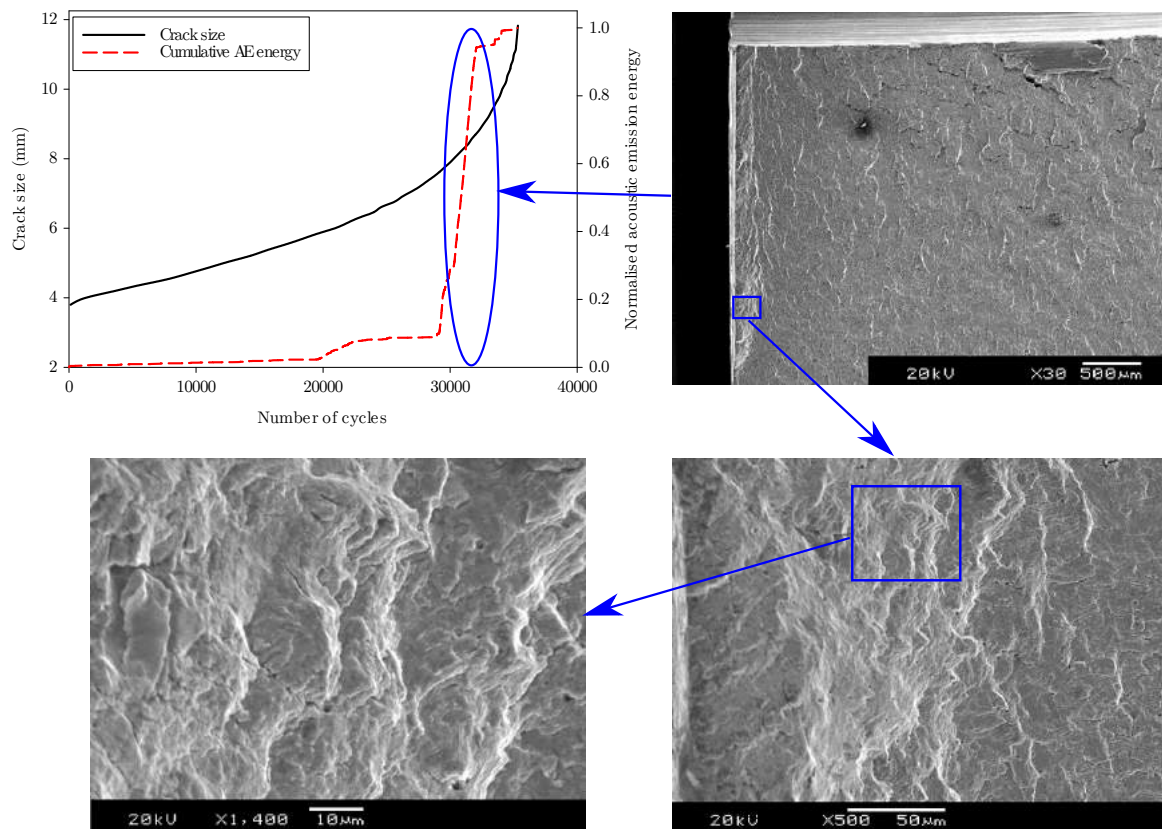 Crack size
Cumulative AE energy
12
10
8
6
4
2
Crack size (mm)
1.0
0.8
0.6
0.4
0.2
0.0
Normalised acoustic emission energy
0
10000
20000
30000
40000
Number of cycles
20kV X30 500μm
20kV X1,400 10μm
20kV X500 50μm